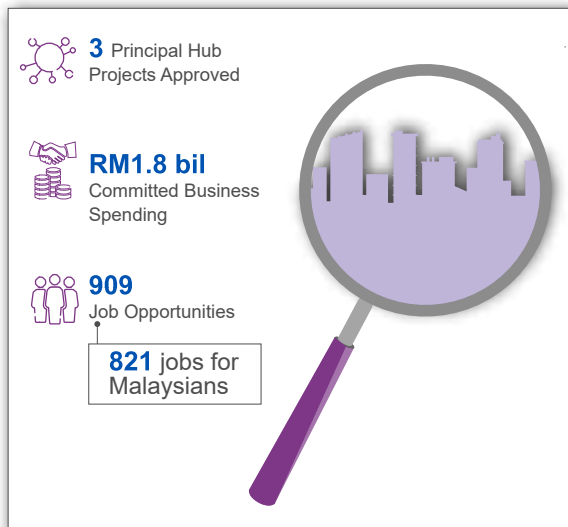 3 Principal Hub
Projects Approved
RM1.8 bil
Committed Business
Spending
909
Job Opportunities
821 jobs for
Malaysians